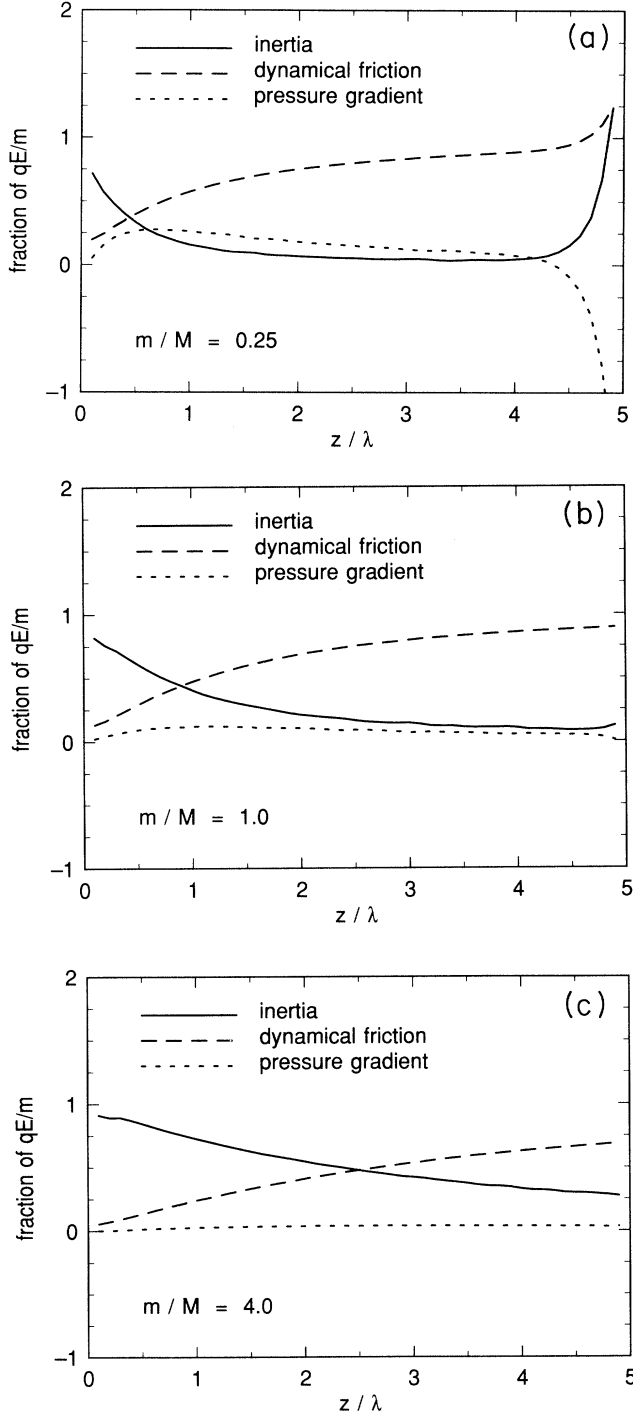 2
(a)
inertia
dynamical friction
pressure gradient
1
fraction of qE/m
0
m / M = 0.25
−1
0 1 2 3 4 5
z / λ
2
(b)
inertia
dynamical friction
pressure gradient
1
fraction of qE/m
0
m / M = 1.0
−1
0 1 2 3 4 5
z / λ
2
(c)
inertia
dynamical friction
pressure gradient
1
fraction of qE/m
0
m / M = 4.0
−1
0 1 2 3 4 5
z / λ